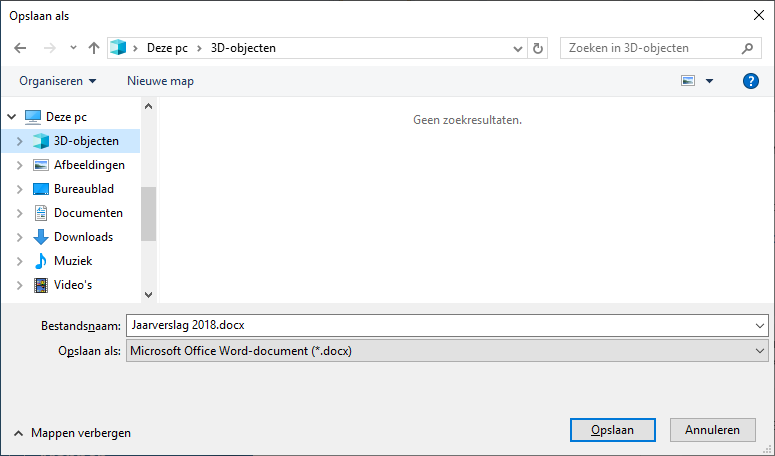 Opslaan als
Deze pc > 3D-objecten
Zoeken in 3D-objecten
Organiseren
Nieuwe map
?
Deze pc
3D-objecten
Afbeeldingen
Bureaublad
Documenten
Downloads
Muziek
Video's
Geen zoekresultaten.
Bestandsnaam: Jaarverslag 2018.docx
Opslaan als: Microsoft Office Word-document (*.docx)
Mappen verbergen
Opslaan
Annuleren